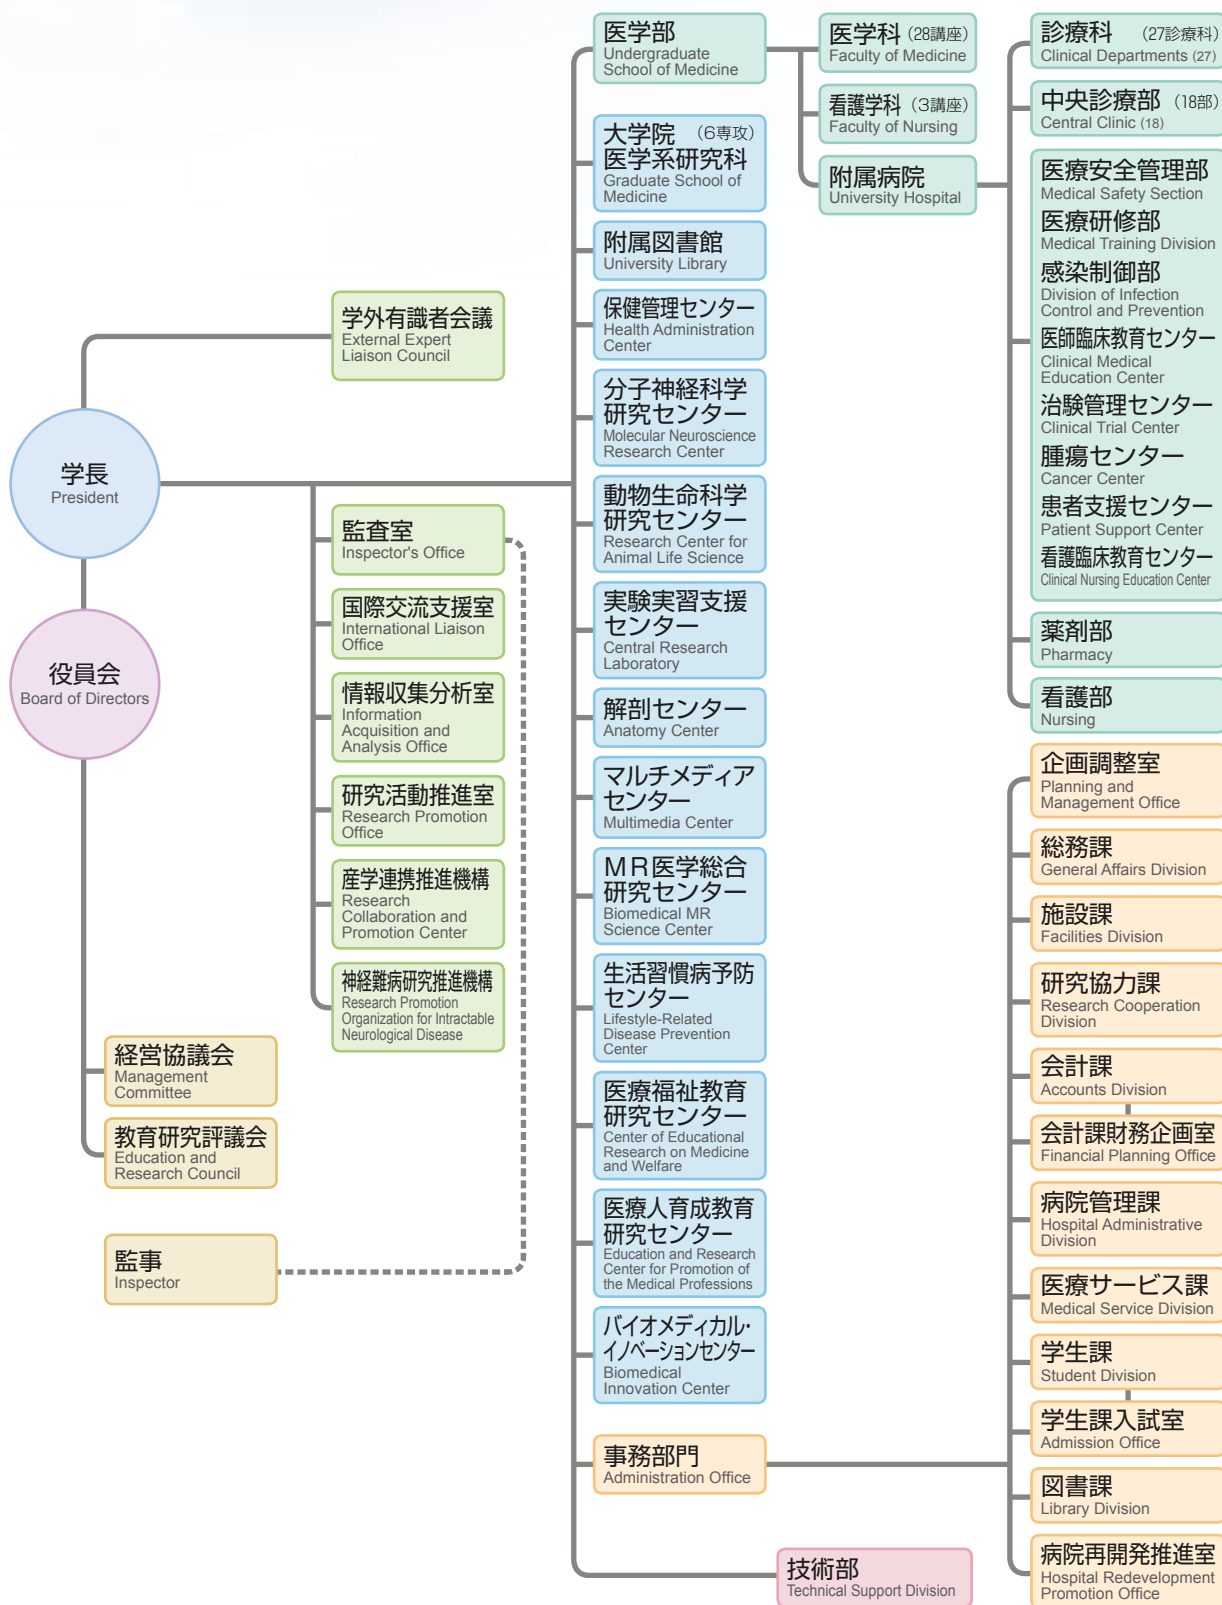 学長
President
役員会
Board of Directors
学外有識者会議
External Expert
Liaison Council
監査室
Inspector's Office
国際交流支援室
International Liaison
Office
情報収集分析室
Information
Acquisition and
Analysis Office
研究活動推進室
Research Promotion
Office
産学連携推進機構
Research
Collaboration and
Promotion Center
神経難病研究推進機構
Research Promotion
Organization for Intractable
Neurological Disease
経営協議会
Management
Committee
教育研究評議会
Education and
Research Council
監事
Inspector
医学部
Undergraduate
School of Medicine
大学院 (6専攻)
医学系研究科
Graduate School of
Medicine
附属図書館
University Library
保健管理センター
Health Administration
Center
分子神経科学
研究センター
Molecular Neuroscience
Research Center
動物生命科学
研究センター
Research Center for
Animal Life Science
実験実習支援
センター
Central Research
Laboratory
解剖センター
Anatomy Center
マルチメディア
センター
Multimedia Center
MR医学総合
研究センター
Biomedical MR
Science Center
生活習慣病予防
センター
Lifestyle-Related
Disease Prevention
Center
医療福祉教育
研究センター
Center of Educational
Research on Medicine
and Welfare
医療人育成教育
研究センター
Education and Research
Center for Promotion of
the Medical Professions
バイオメディカル・
イノベーションセンター
Biomedical
Innovation Center
事務部門
Administration Office
技術部
Technical Support Division
医学科 (28講座)
Faculty of Medicine
看護学科 (3講座)
Faculty of Nursing
附属病院
University Hospital
診療科 (27診療科)
Clinical Departments (27)
中央診療部 (18部)
Central Clinic (18)
医療安全管理部
Medical Safety Section
医療研修部
Medical Training Division
感染制御部
Division of Infection
Control and Prevention
医師臨床教育センター
Clinical Medical
Education Center
治験管理センター
Clinical Trial Center
腫瘍センター
Cancer Center
患者支援センター
Patient Support Center
看護臨床教育センター
Clinical Nursing Education Center
薬剤部
Pharmacy
看護部
Nursing
企画調整室
Planning and
Management Office
総務課
General Affairs Division
施設課
Facilities Division
研究協力課
Research Cooperation
Division
会計課
Accounts Division
会計課財務企画室
Financial Planning Office
病院管理課
Hospital Administrative
Division
医療サービス課
Medical Service Division
学生課
Student Division
学生課入試室
Admission Office
図書課
Library Division
病院再開発推進室
Hospital Redevelopment
Promotion Office